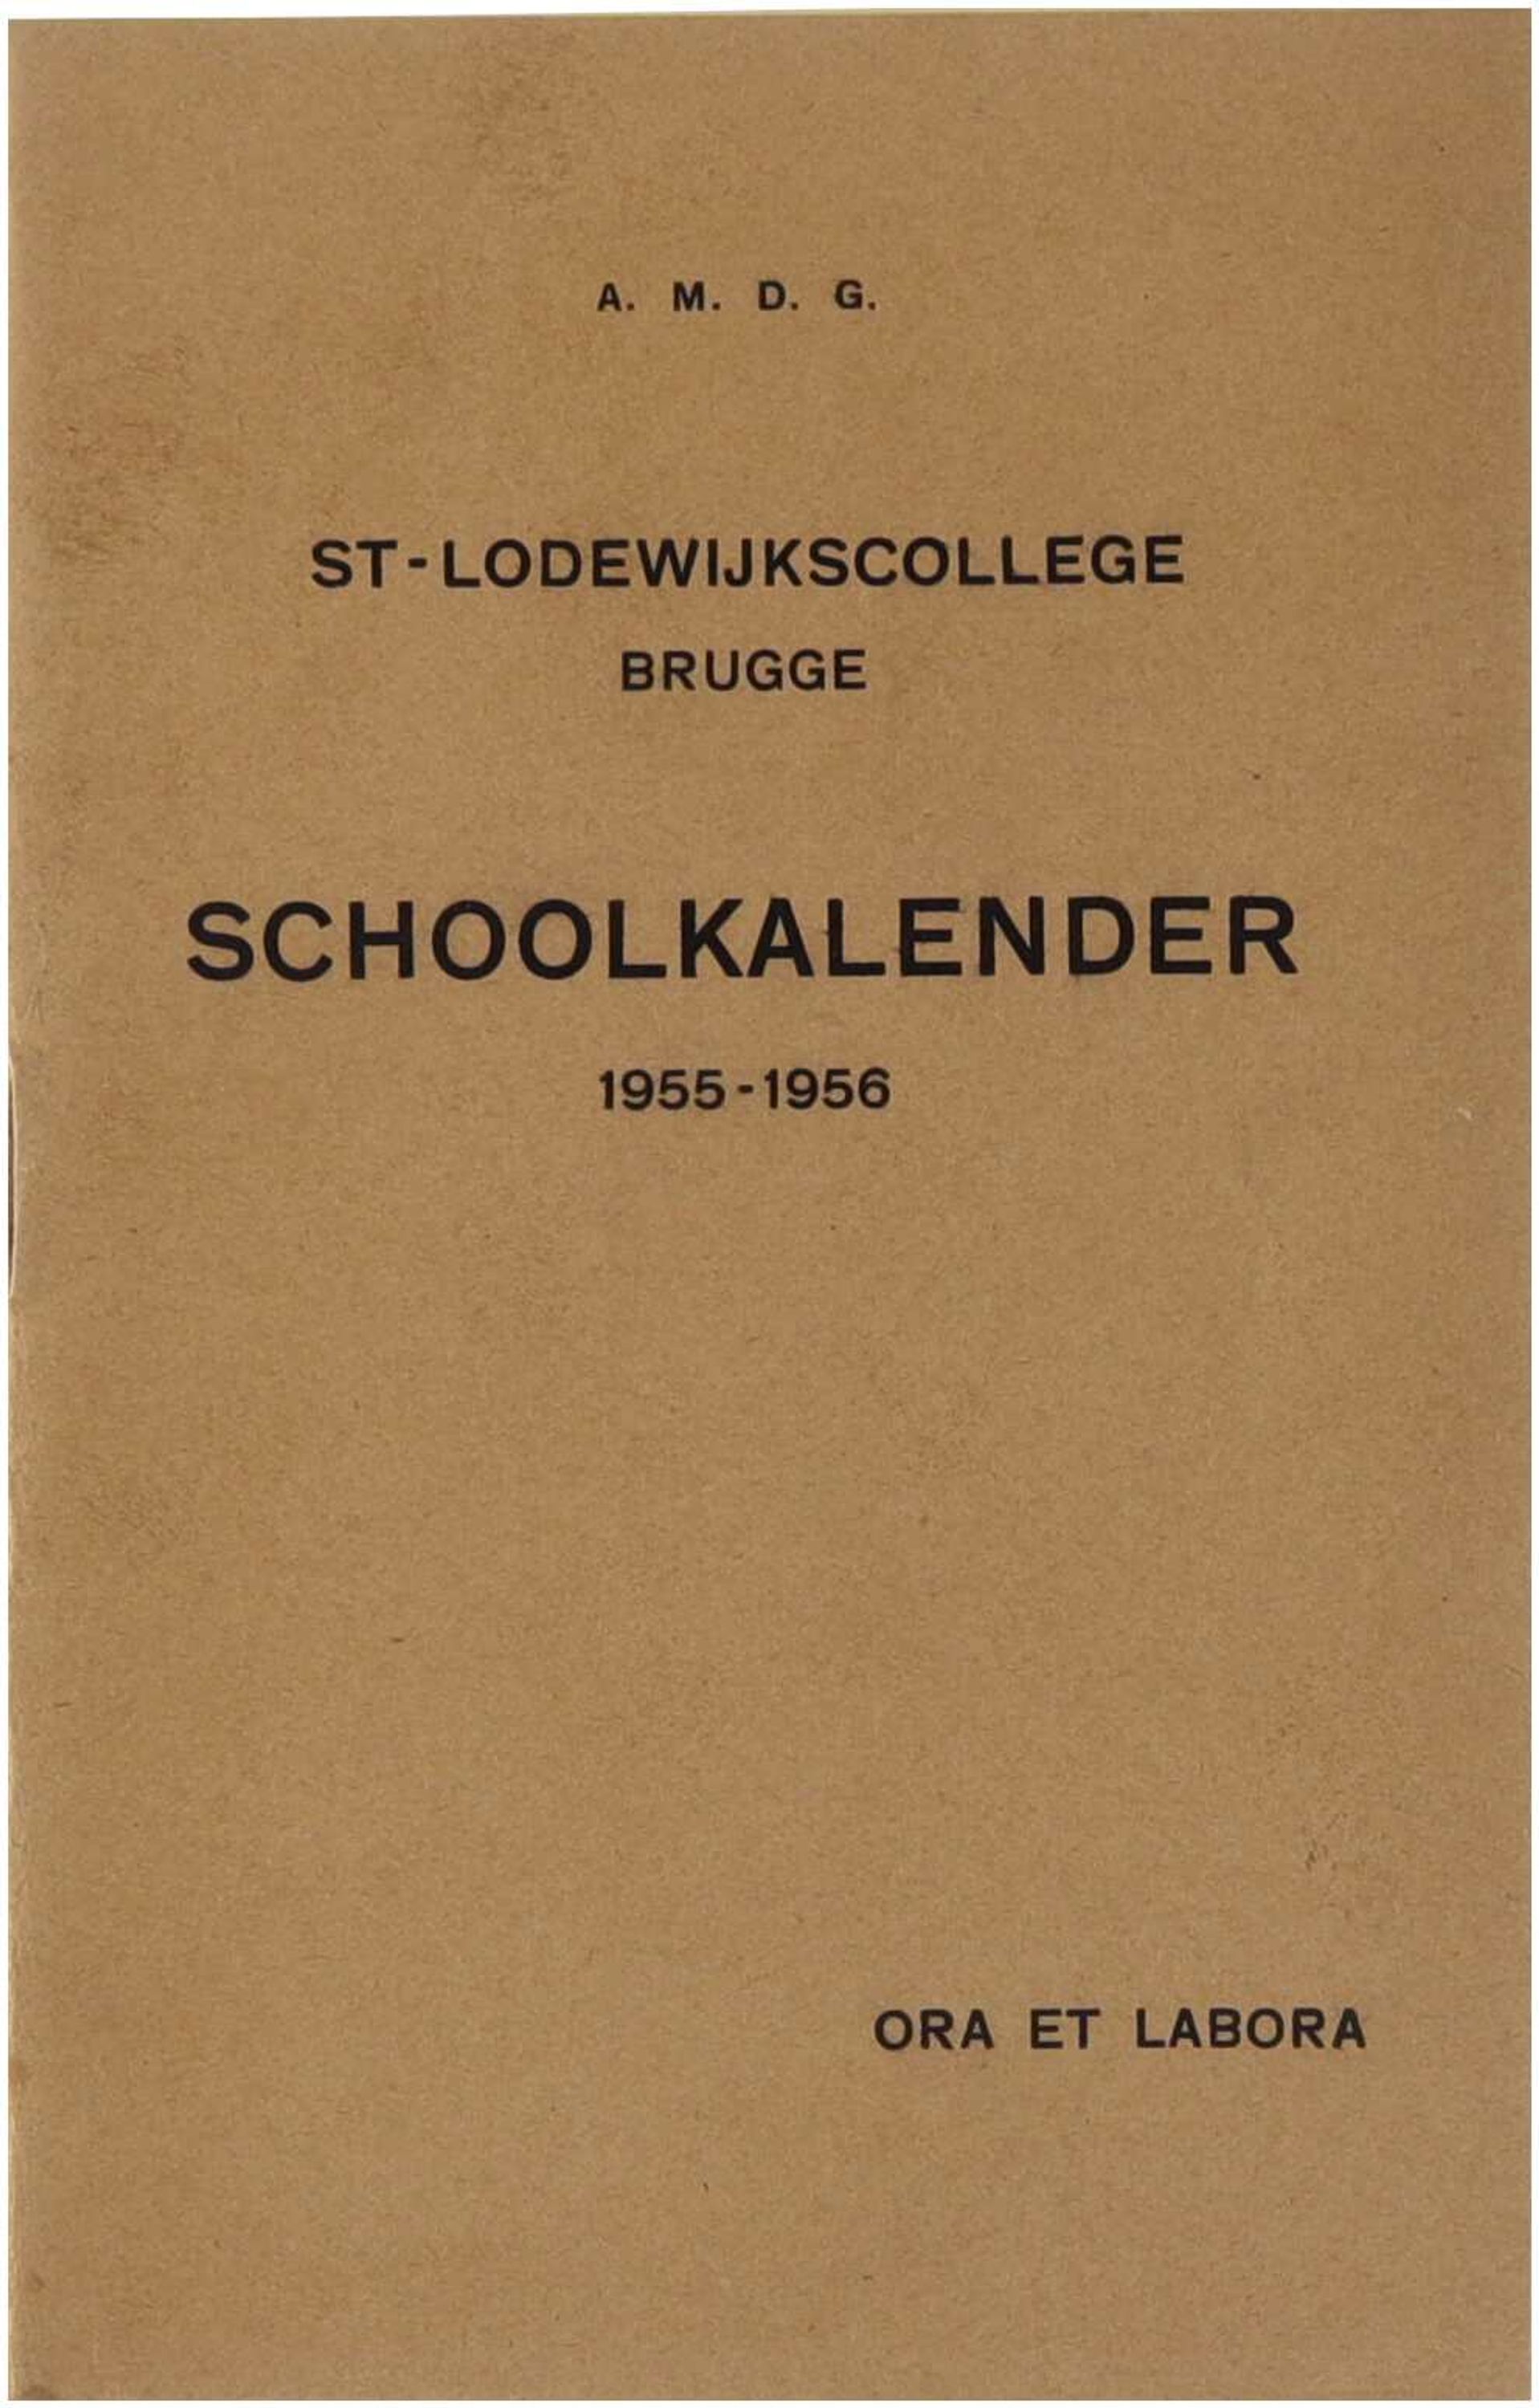 A. M. D. G.
ST-LODEWIJKSCOLLEGE
BRUGGE
SCHOOLKALENDER
1955-1956
ORA ET LABORA